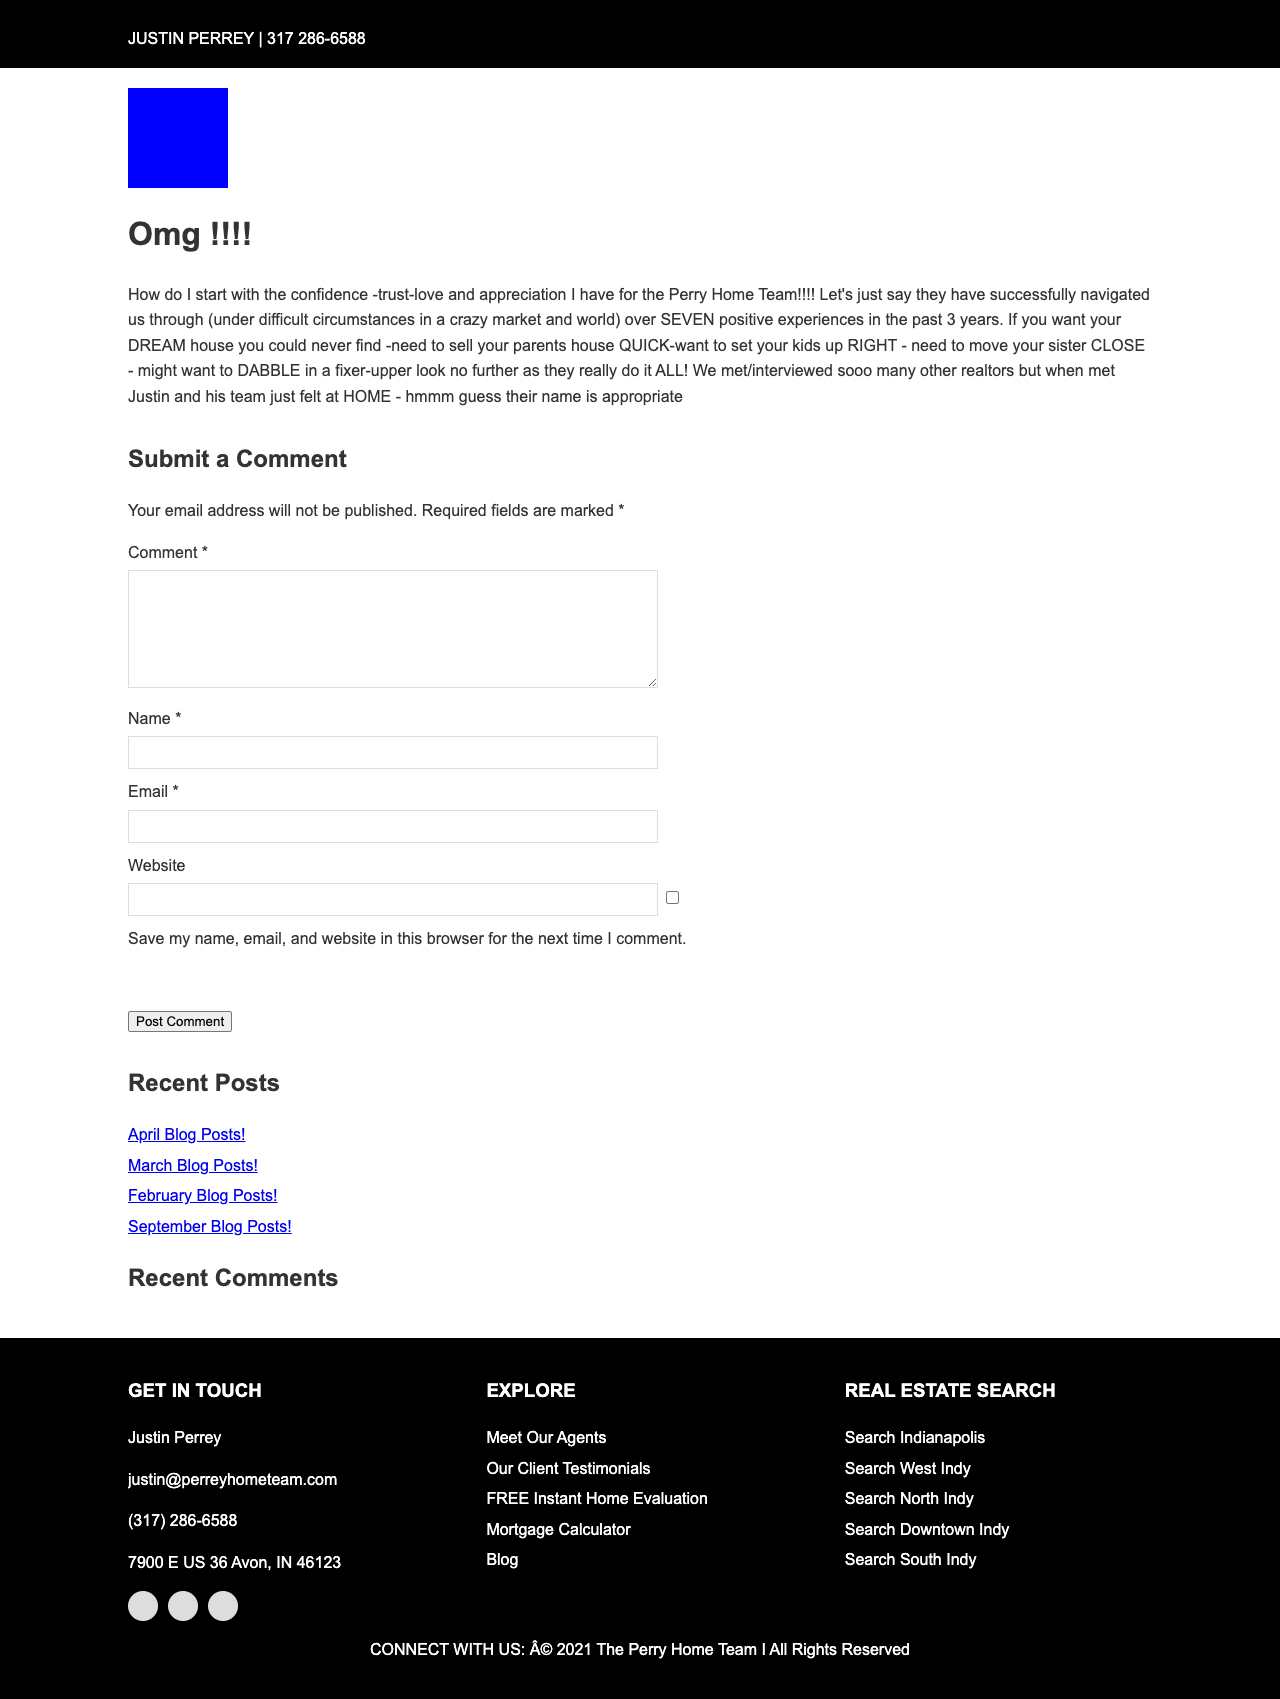 JUSTIN PERREY | 317 286-6588
Omg !!!!
How do I start with the confidence -trust-love and appreciation I have for the Perry Home Team!!!! Let's just say they have successfully navigated
us through (under difficult circumstances in a crazy market and world) over SEVEN positive experiences in the past 3 years. If you want your
DREAM house you could never find -need to sell your parents house QUICK-want to set your kids up RIGHT - need to move your sister CLOSE
- might want to DABBLE in a fixer-upper look no further as they really do it ALL! We met/interviewed sooo many other realtors but when met
Justin and his team just felt at HOME - hmmm guess their name is appropriate
Submit a Comment
Your email address will not be published. Required fields are marked *
Comment *
Name *
Email *
Website
Save my name, email, and website in this browser for the next time I comment.
Post Comment
Recent Posts
April Blog Posts!
March Blog Posts!
February Blog Posts!
September Blog Posts!
Recent Comments
GET IN TOUCH
Justin Perrey
justin@perreyhometeam.com
(317) 286-6588
7900 E US 36 Avon, IN 46123
EXPLORE
Meet Our Agents
Our Client Testimonials
FREE Instant Home Evaluation
Mortgage Calculator
Blog
REAL ESTATE SEARCH
Search Indianapolis
Search West Indy
Search North Indy
Search Downtown Indy
Search South Indy
CONNECT WITH US: Â© 2021 The Perry Home Team I All Rights Reserved